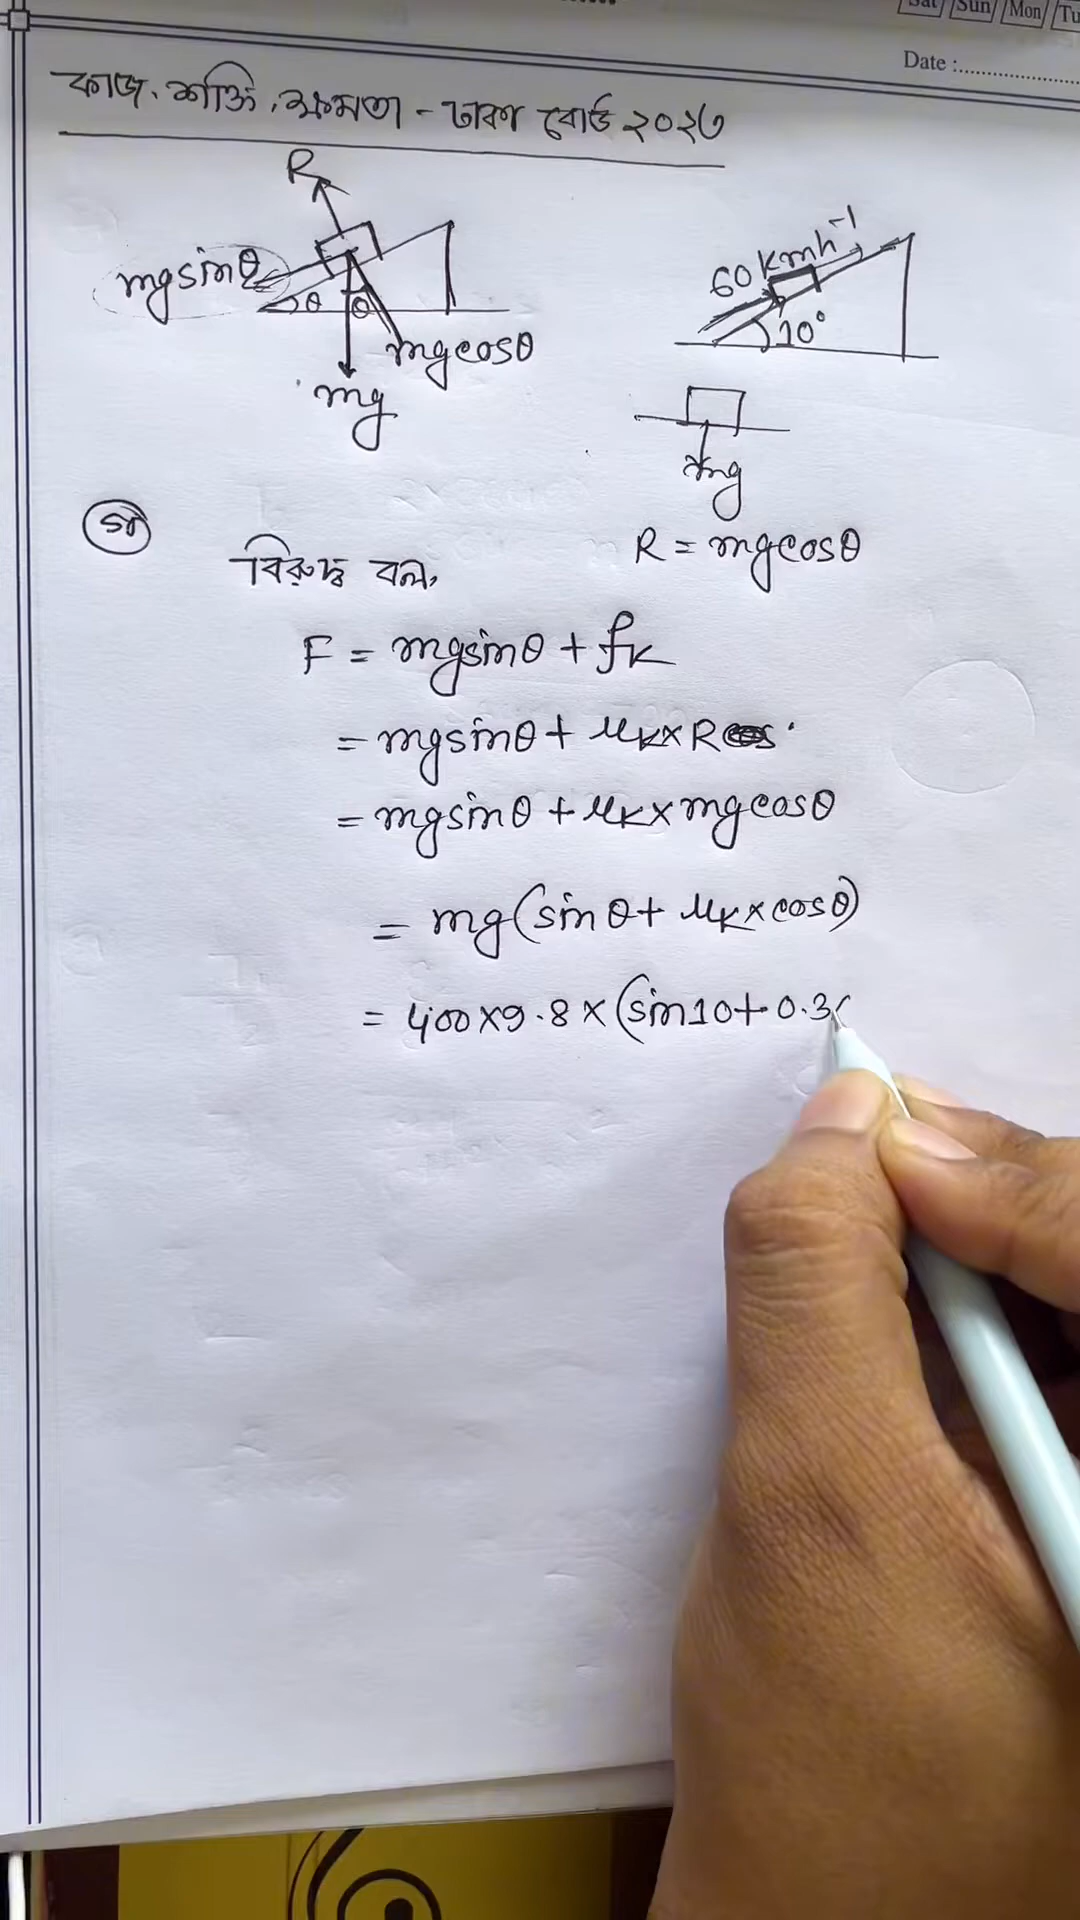 Sat Sun Mon Tu
Date :
কাজ, শক্তি, ক্ষমতা - ঢাকা বোর্ড ২০২৩
R
mgsinθ
θ
θ
mgcosθ
mg
60 kmh⁻¹
10°
mg
R = mgcosθ
বিরুদ্ধ বল,
F = mgsinθ + fk
= mgsinθ + μk × R
= mgsinθ + μk × mgcosθ
= mg(sinθ + μk × cosθ)
= 400 × 9.8 × (sin10 + 0.3